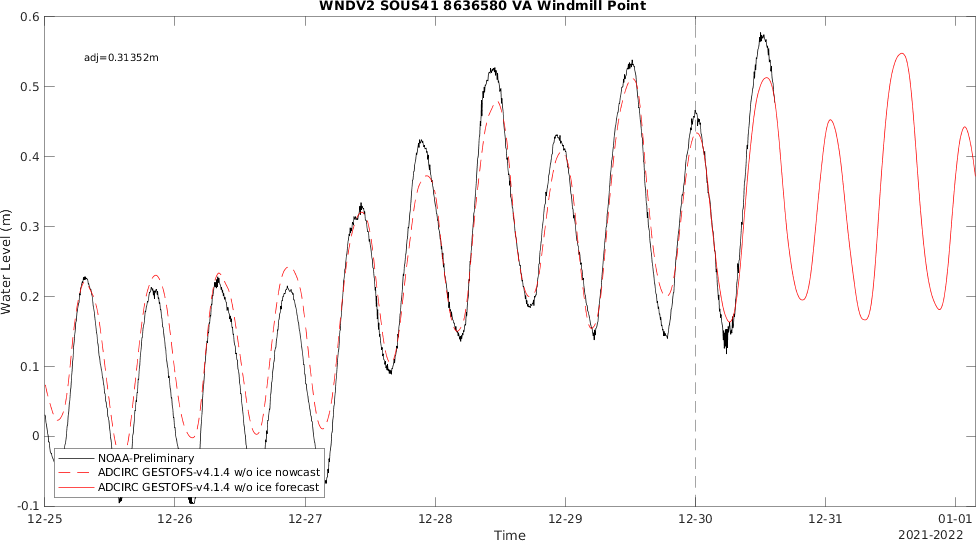 WNDV2 SOUS41 8636580 VA Windmill Point
adj=0.31352m
Water Level (m)
0.6
0.5
0.4
0.3
0.2
0.1
0
-0.1
NOAA-Preliminary
ADCIRC GESTOFS-v4.1.4 w/o ice nowcast
ADCIRC GESTOFS-v4.1.4 w/o ice forecast
12-25 12-26 12-27 12-28 12-29 12-30 12-31 01-01
Time
2021-2022